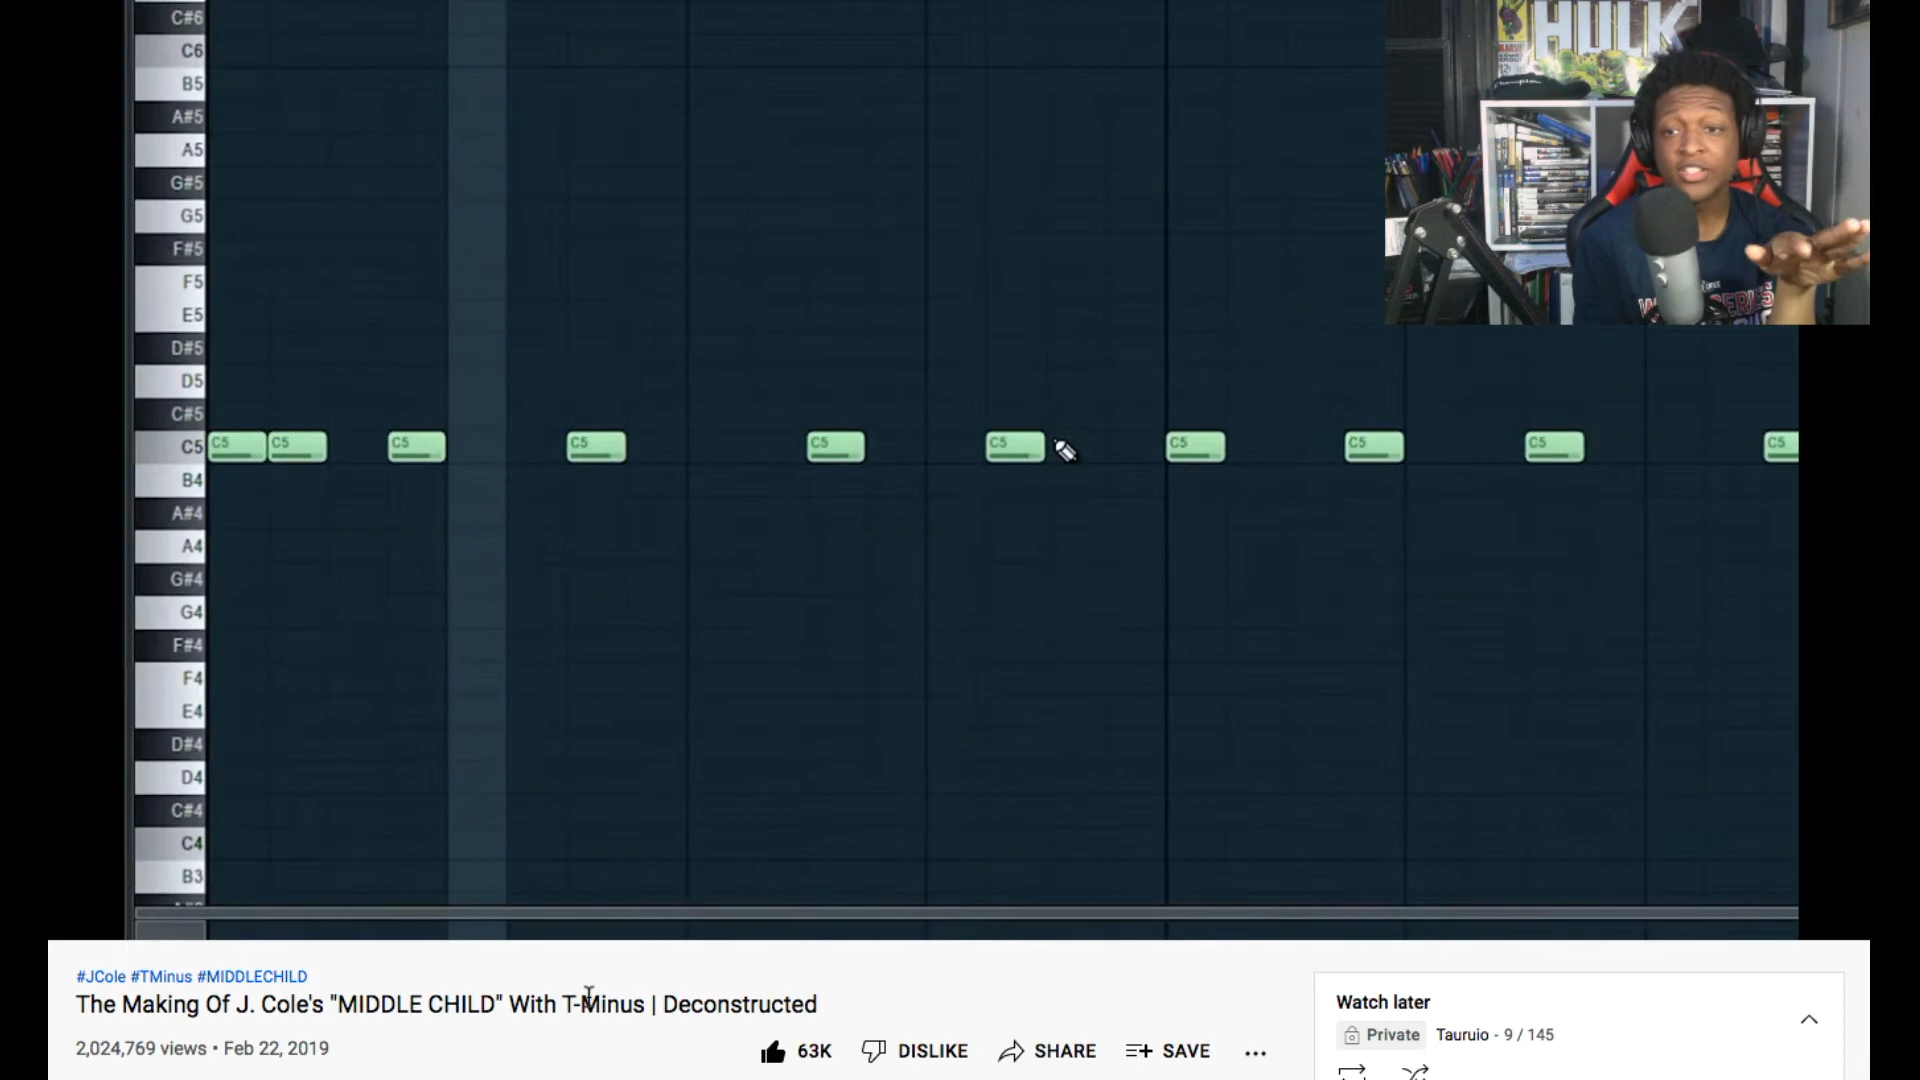 C#6
C6
B5
A#5
A5
G#5
G5
F#5
F5
E5
D#5
D5
C#5
C5
C5 C5 C5 C5 C5 C5 C5 C5 C5 C5
B4
A#4
A4
G#4
G4
F#4
F4
E4
D#4
D4
C#4
C4
B3
HULK
#JCole #TMinus #MIDDLECHILD
The Making Of J. Cole's "MIDDLE CHILD" With T-Minus | Deconstructed
2,024,769 views • Feb 22, 2019
63K DISLIKE SHARE SAVE
Watch later
Private Tauruio - 9 / 145